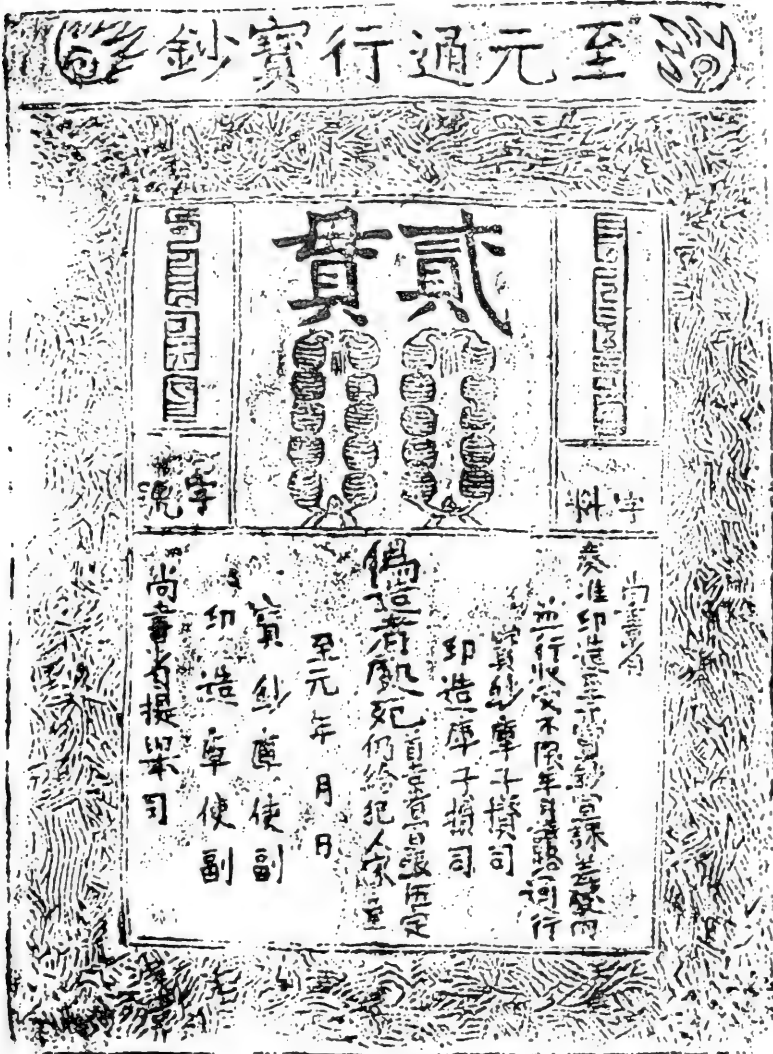 至元通行寶鈔
貳貫
字料
字號
尚書省
奏准印造至元寶鈔宣課差役內
並行收受不限年月諸路通行
寶鈔庫子攢司
印造庫子攢司
偽造者處死
首告者賞銀伍定
仍給犯人家產
至元 年 月 日
寶鈔庫使副
印造庫使副
尚書省提舉司